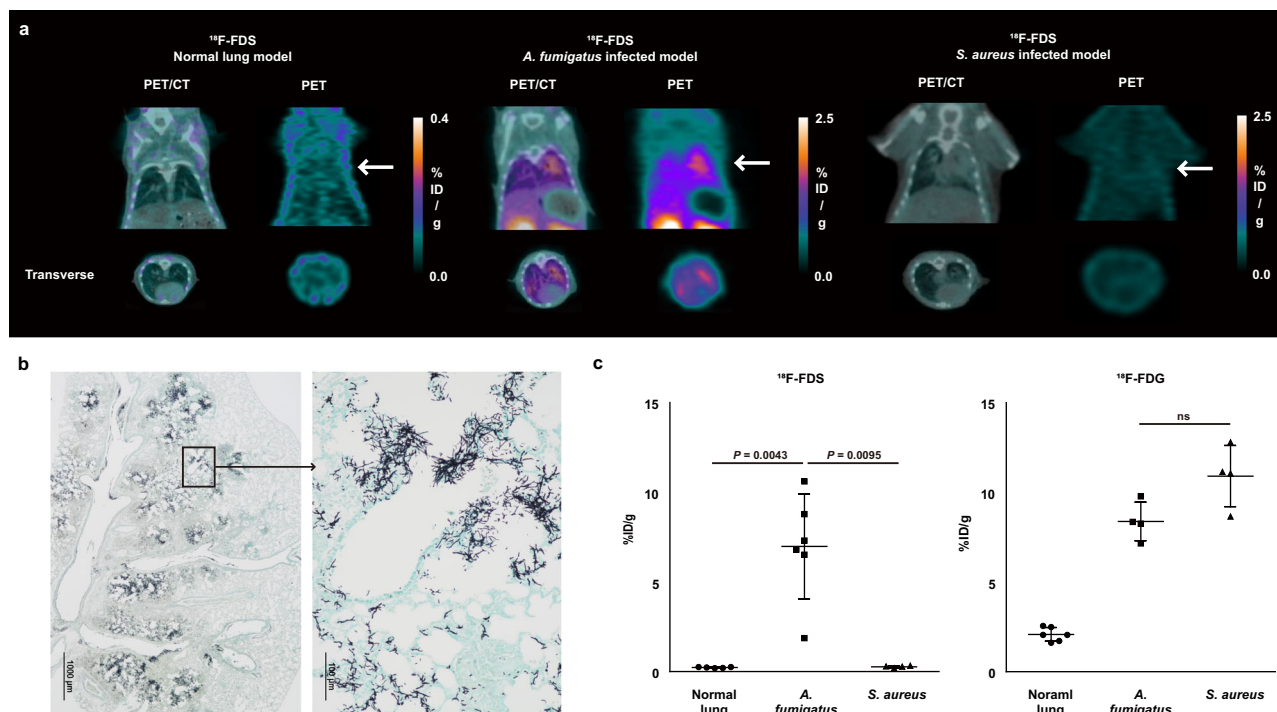 a
¹⁸F-FDS
Normal lung model
PET/CT
PET
0.4
%
ID
/
g
0.0
¹⁸F-FDS
A. fumigatus infected model
PET/CT
PET
2.5
%
ID
/
g
0.0
¹⁸F-FDS
S. aureus infected model
PET/CT
PET
2.5
%
ID
/
g
0.0
Transverse
b
1000 μm
100 μm
c
¹⁸F-FDS
15
10
5
0
%ID/g
P = 0.0043
P = 0.0095
Normal
lung
A.
fumigatus
S. aureus
¹⁸F-FDG
15
10
5
0
%ID/g
ns
Noraml
lung
A.
fumigatus
S. aureus